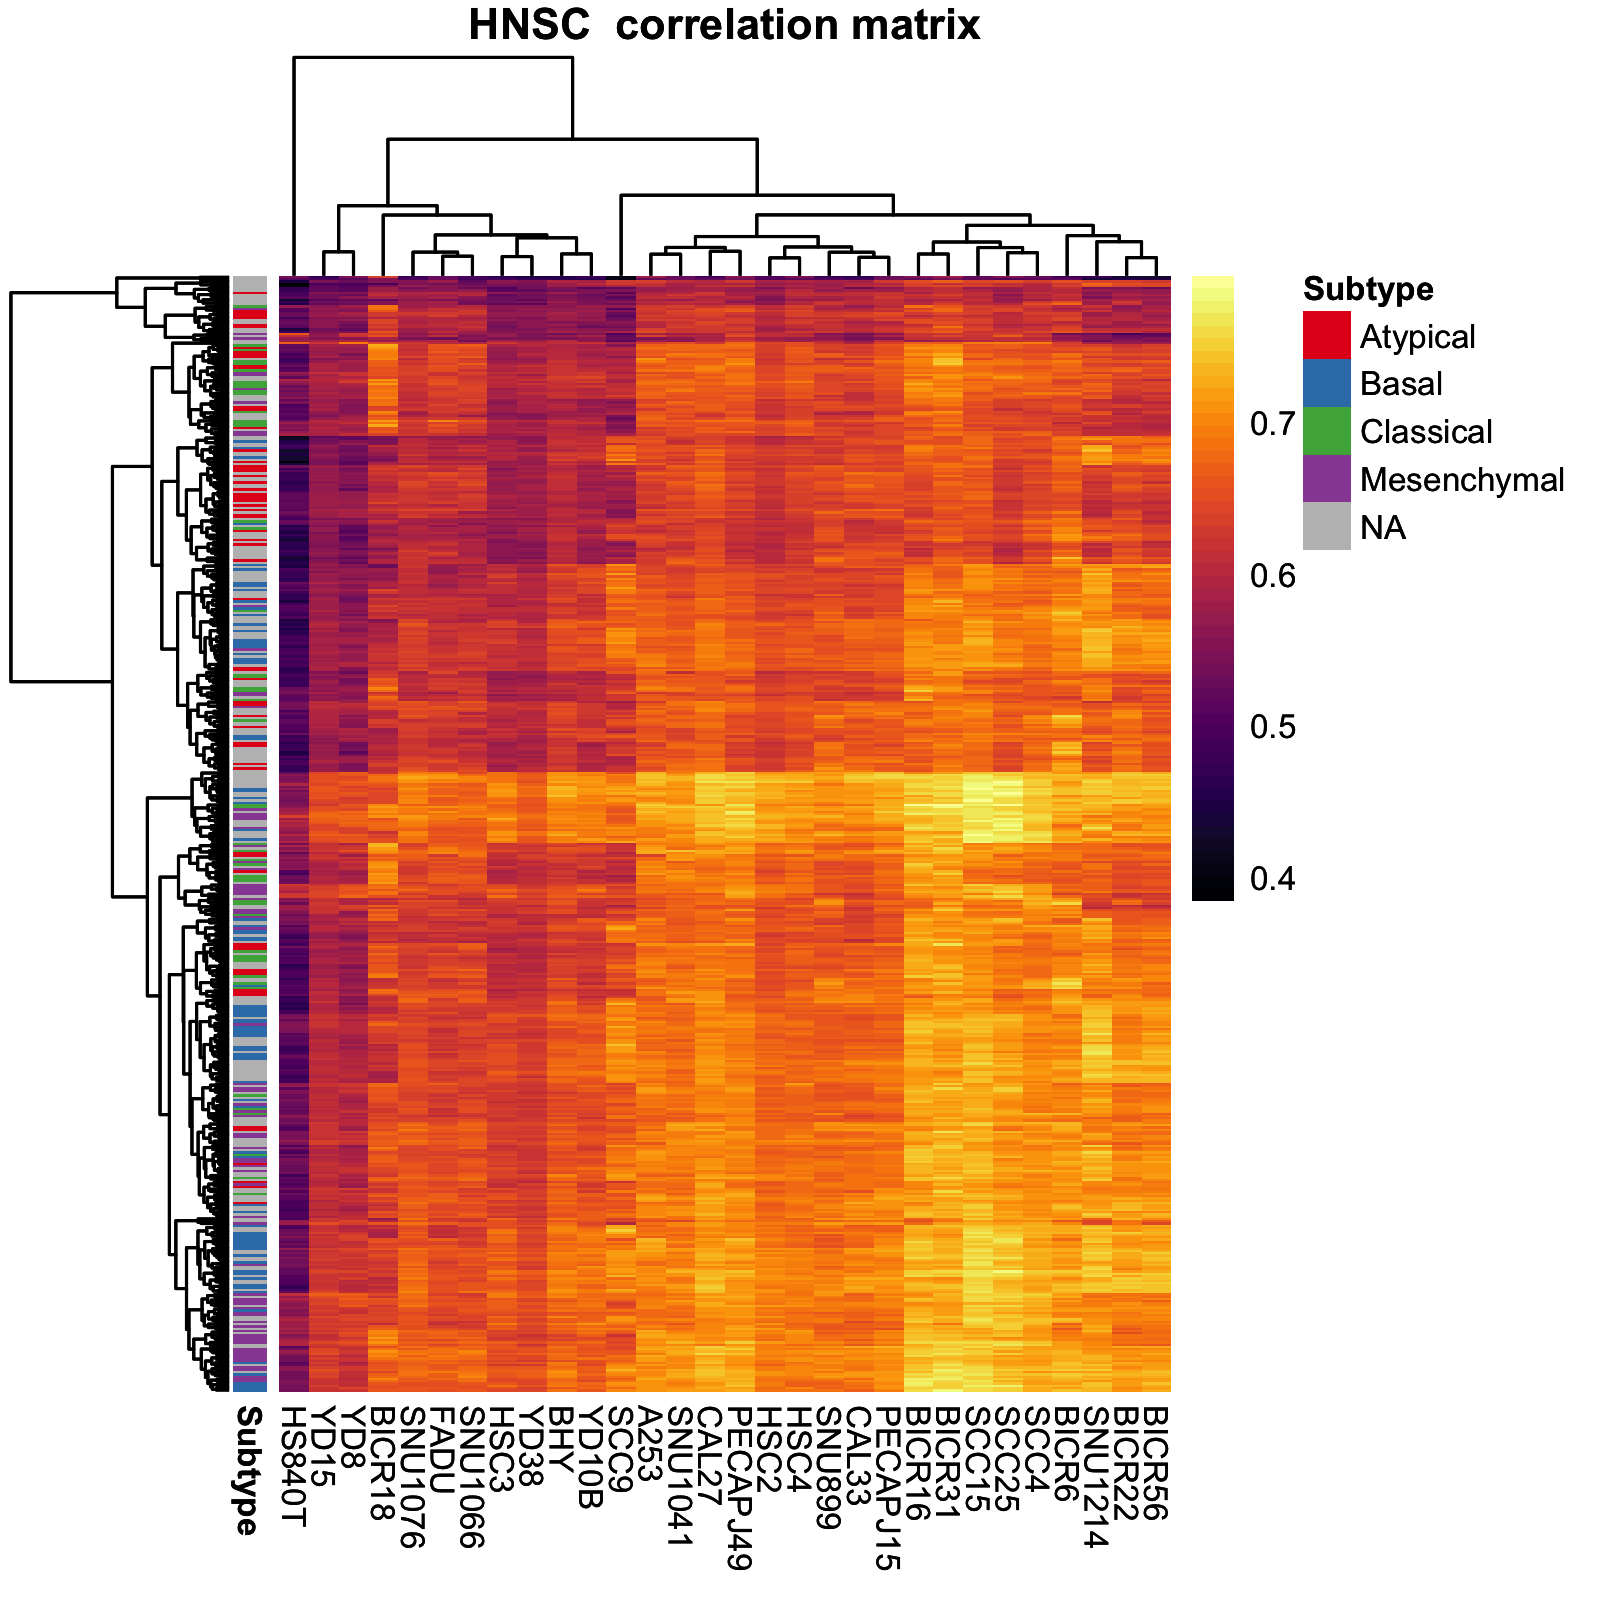 HNSC correlation matrix
Subtype
Atypical
Basal
Classical
Mesenchymal
NA
0.7
0.6
0.5
0.4
Subtype
HS840T
YD15
YD8
BICR18
SNU1076
FADU
SNU1066
HSC3
YD38
BHY
YD10B
SCC9
A253
SNU1041
CAL27
PECAPJ49
HSC2
HSC4
SNU899
CAL33
PECAPJ15
BICR16
BICR31
SCC15
SCC25
SCC4
BICR6
SNU1214
BICR22
BICR56